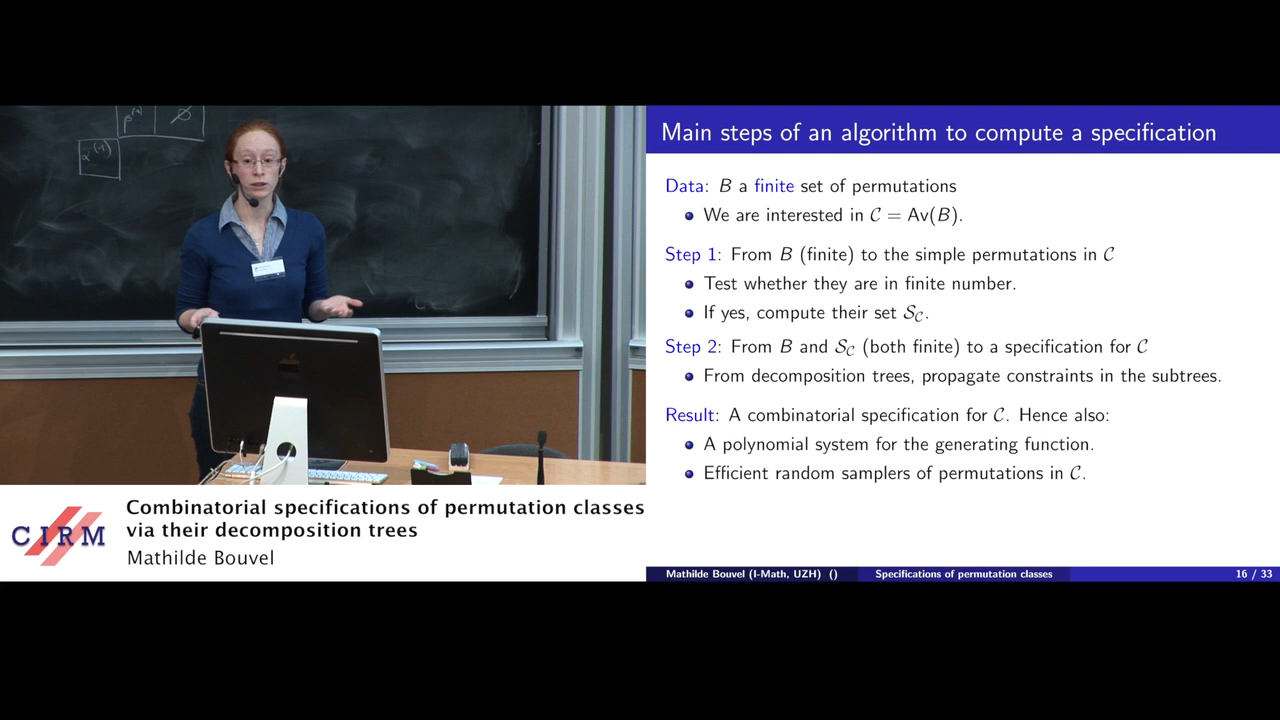 Main steps of an algorithm to compute a specification
Data: B a finite set of permutations
We are interested in 𝒞 = Av(B).
Step 1: From B (finite) to the simple permutations in 𝒞
Test whether they are in finite number.
If yes, compute their set 𝒮_𝒞.
Step 2: From B and 𝒮_𝒞 (both finite) to a specification for 𝒞
From decomposition trees, propagate constraints in the subtrees.
Result: A combinatorial specification for 𝒞. Hence also:
A polynomial system for the generating function.
Efficient random samplers of permutations in 𝒞.
Mathilde Bouvel (I-Math, UZH) () Specifications of permutation classes 16 / 33
CIRM
Combinatorial specifications of permutation classes
via their decomposition trees
Mathilde Bouvel